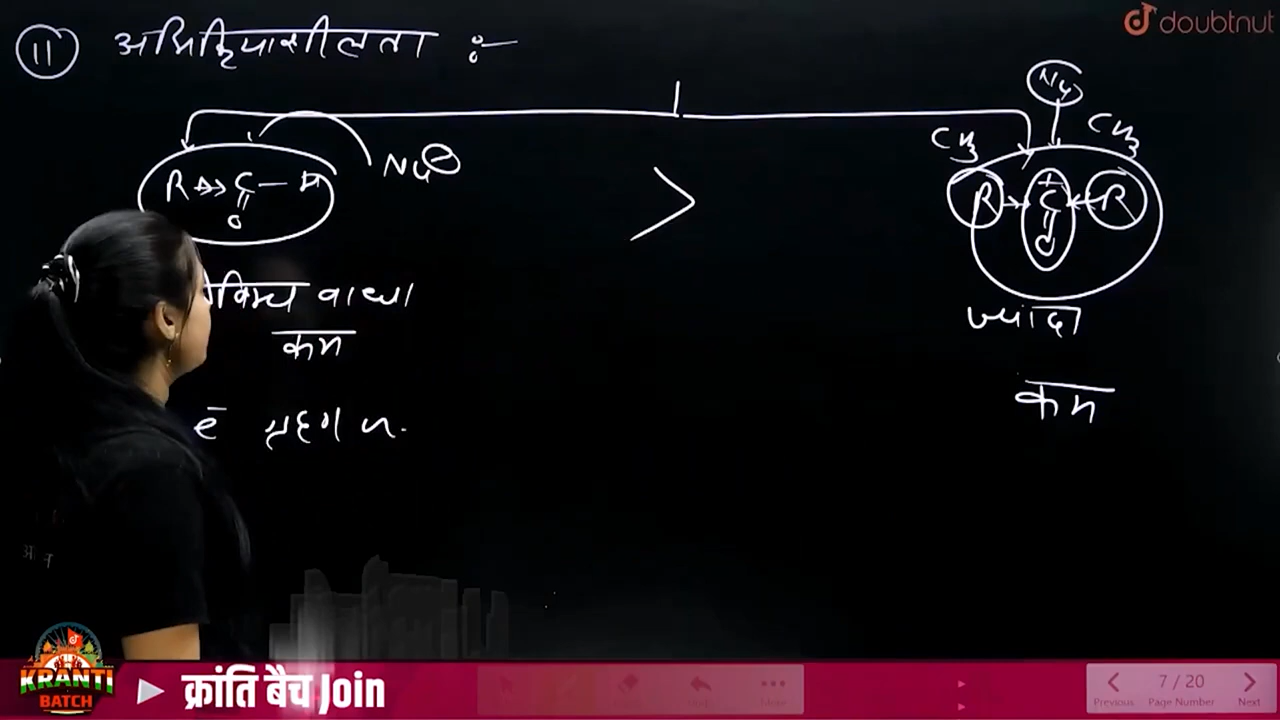 doubtnut
11 अभिक्रियाशीलता :-
Nu
CH3 CH3
R C - H Nu⊖ > R C R
O O
त्रिविम बाधा ज्यादा
कम
कम
e- ग्रहण
KRANTI BATCH
क्रांति बैच Join
7 / 20
Previous Page Number Next